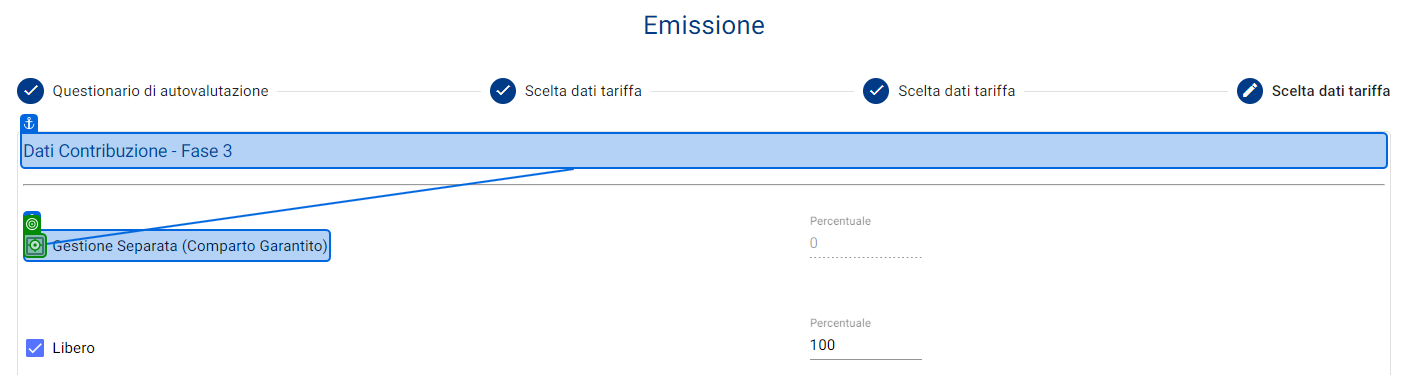 Emissione
Questionario di autovalutazione
Scelta dati tariffa
Scelta dati tariffa
Scelta dati tariffa
Dati Contribuzione - Fase 3
Percentuale
Gestione Separata (Comparto Garantito)
0
Percentuale
Libero
100